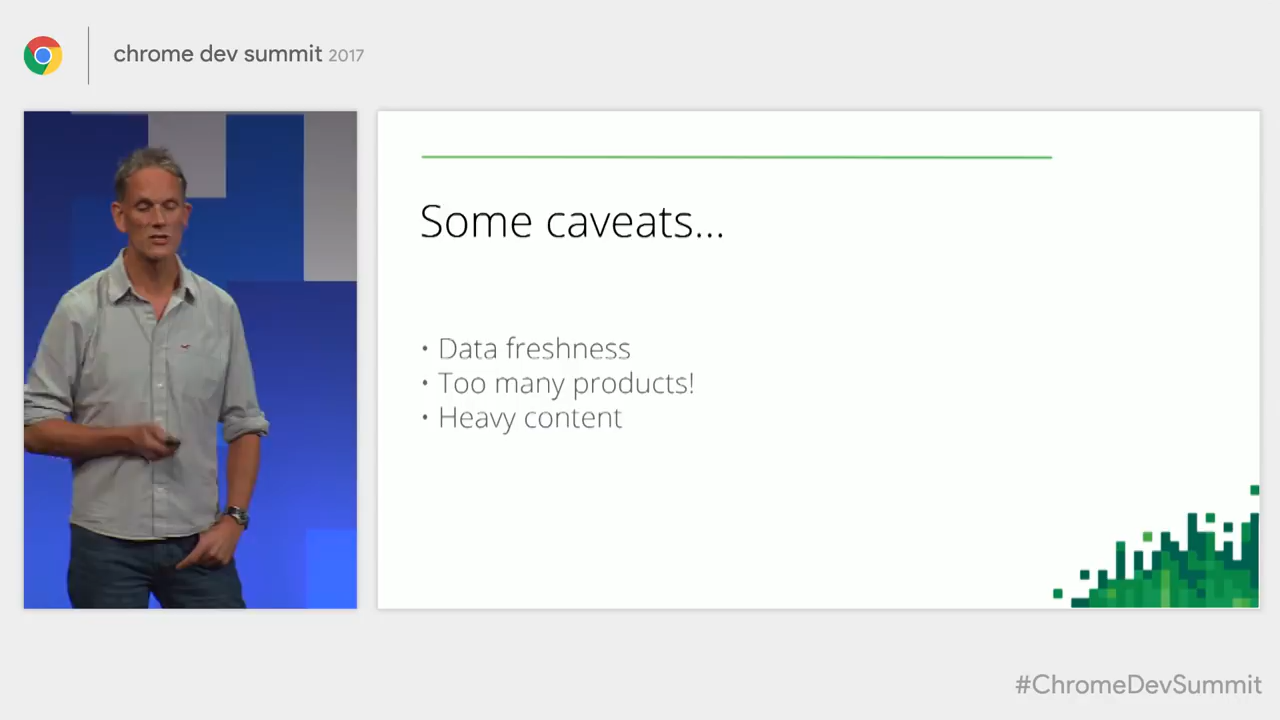 chrome dev summit 2017
Some caveats...
• Data freshness
• Too many products!
• Heavy content
#ChromeDevSummit